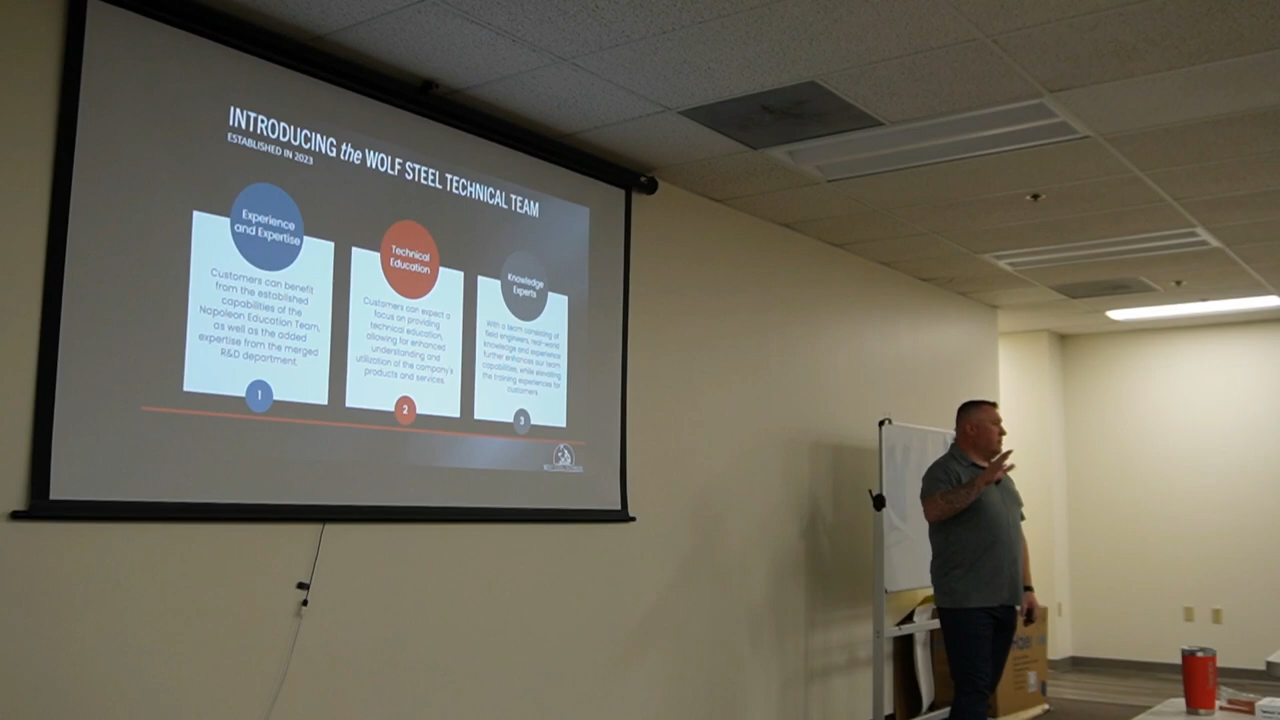 INTRODUCING the WOLF STEEL TECHNICAL TEAM
ESTABLISHED IN 2023
Experience
and Expertise
Customers can benefit
from the established
capabilities of the
Napoleon Education Team,
as well as the added
expertise from the merged
R&D department.
1
Technical
Education
Customers can expect a
focus on providing
technical education,
allowing for enhanced
understanding and
utilization of the company's
products and services.
2
Knowledge
Experts
With a team consisting of
field engineers, real-world
knowledge and experience
further enhances our team
capabilities, while elevating
the training experiences for
customers.
3